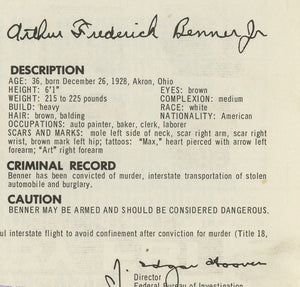 Arthur Frederick Benner Jr
DESCRIPTION
AGE: 36, born December 26, 1928, Akron, Ohio
HEIGHT: 6'1" EYES: brown
WEIGHT: 215 to 225 pounds COMPLEXION: medium
BUILD: heavy RACE: white
HAIR: brown, balding NATIONALITY: American
OCCUPATIONS: auto painter, baker, clerk, laborer
SCARS AND MARKS: mole left side of neck, scar right arm, scar right
wrist, brown mark left hip; tattoos: "Max," heart pierced with arrow left
forearm; "Art" right forearm
CRIMINAL RECORD
Benner has been convicted of murder, interstate transportation of stolen
automobile and burglary.
CAUTION
BENNER MAY BE ARMED AND SHOULD BE CONSIDERED DANGEROUS.
ul interstate flight to avoid confinement after conviction for murder (Title 18,
J. Edgar Hoover
Director
Federal Bureau of Investigation